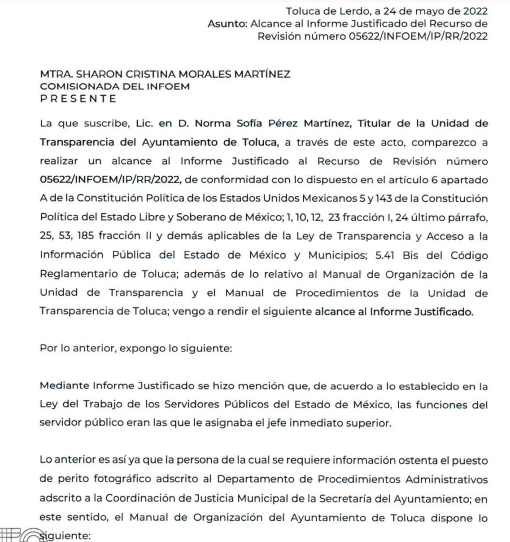 Toluca de Lerdo, a 24 de mayo de 2022
Asunto: Alcance al Informe Justificado del Recurso de
Revisión número 05622/INFOEM/IP/RR/2022
MTRA. SHARON CRISTINA MORALES MARTÍNEZ
COMISIONADA DEL INFOEM
P R E S E N T E
La que suscribe, Lic. en D. Norma Sofía Pérez Martínez, Titular de la Unidad de
Transparencia del Ayuntamiento de Toluca, a través de este acto, comparezco a
realizar un alcance al Informe Justificado al Recurso de Revisión número
05622/INFOEM/IP/RR/2022, de conformidad con lo dispuesto en el artículo 6 apartado
A de la Constitución Política de los Estados Unidos Mexicanos 5 y 143 de la Constitución
Política del Estado Libre y Soberano de México; 1, 10, 12, 23 fracción I, 24 último párrafo,
25, 53, 185 fracción II y demás aplicables de la Ley de Transparencia y Acceso a la
Información Pública del Estado de México y Municipios; 5.41 Bis del Código
Reglamentario de Toluca; además de lo relativo al Manual de Organización de la
Unidad de Transparencia y el Manual de Procedimientos de la Unidad de
Transparencia de Toluca; vengo a rendir el siguiente alcance al Informe Justificado.
Por lo anterior, expongo lo siguiente:
Mediante Informe Justificado se hizo mención que, de acuerdo a lo establecido en la
Ley del Trabajo de los Servidores Públicos del Estado de México, las funciones del
servidor público eran las que le asignaba el jefe inmediato superior.
Lo anterior es así ya que la persona de la cual se requiere información ostenta el puesto
de perito fotográfico adscrito al Departamento de Procedimientos Administrativos
adscrito a la Coordinación de Justicia Municipal de la Secretaría del Ayuntamiento; en
este sentido, el Manual de Organización del Ayuntamiento de Toluca dispone lo
siguiente: